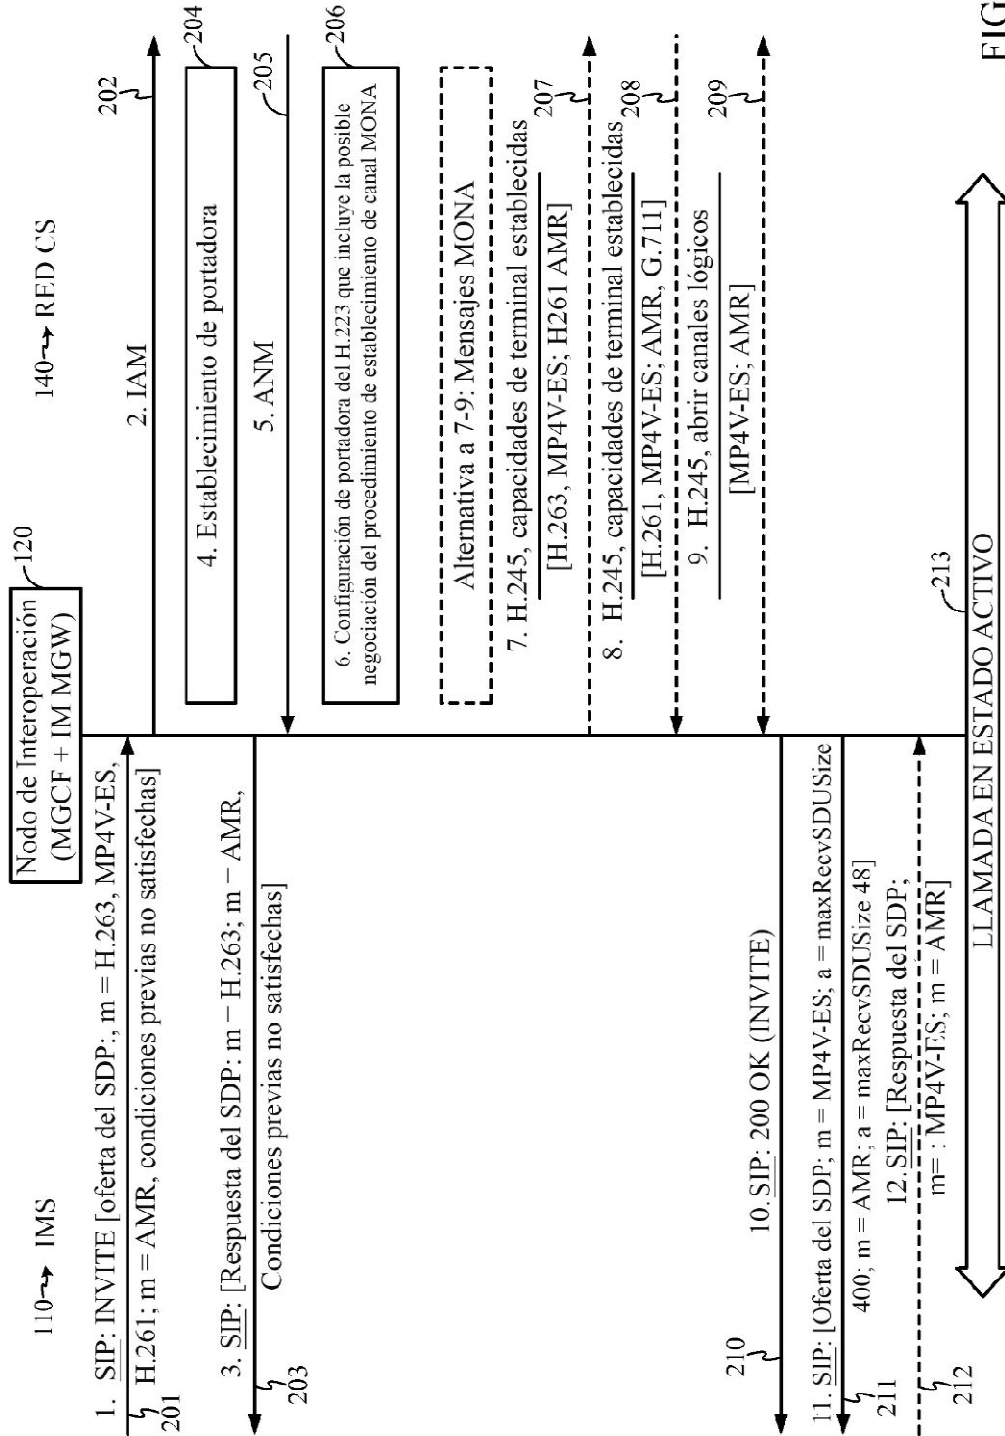 110 IMS
Nodo de Interoperación
(MGCF + IM MGW)
120
140 RED CS
1. SIP: INVITE [oferta del SDP:, m = H.263, MP4V-ES,
H.261; m = AMR, condiciones previas no satisfechas]
201
2. IAM
202
3. SIP: [Respuesta del SDP: m – H.263; m – AMR,
Condiciones previas no satisfechas]
203
4. Establecimiento de portadora
204
5. ANM
205
6. Configuración de portadora del H.223 que incluye la posible
negociación del procedimiento de establecimiento de canal MONA
206
Alternativa a 7-9: Mensajes MONA
7. H.245, capacidades de terminal establecidas
[H.263, MP4V-ES; H261 AMR]
207
8. H.245, capacidades de terminal establecidas
[H.261, MP4V-ES; AMR, G.711]
208
9. H.245, abrir canales lógicos
[MP4V-ES; AMR]
209
10. SIP: 200 OK (INVITE)
210
11. SIP: [Oferta del SDP; m = MP4V-ES; a = maxRecvSDUSize
400; m = AMR; a = maxRecvSDUSize 48]
211
12. SIP: [Respuesta del SDP;
m= : MP4V-ES; m = AMR]
212
LLAMADA EN ESTADO ACTIVO
213
FIG